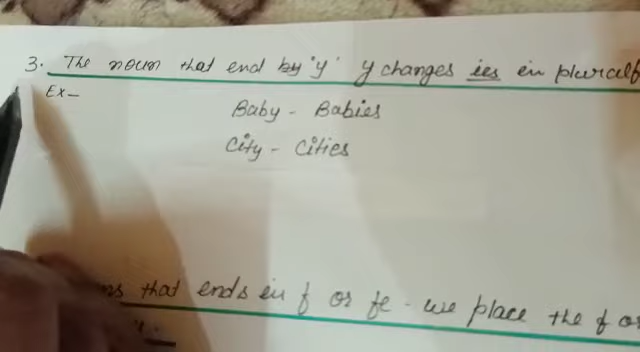 3. The noun that end by 'y' y changes ies in plural
Ex-
Baby - Babies
City - Cities
that ends in f or fe - we place the f or